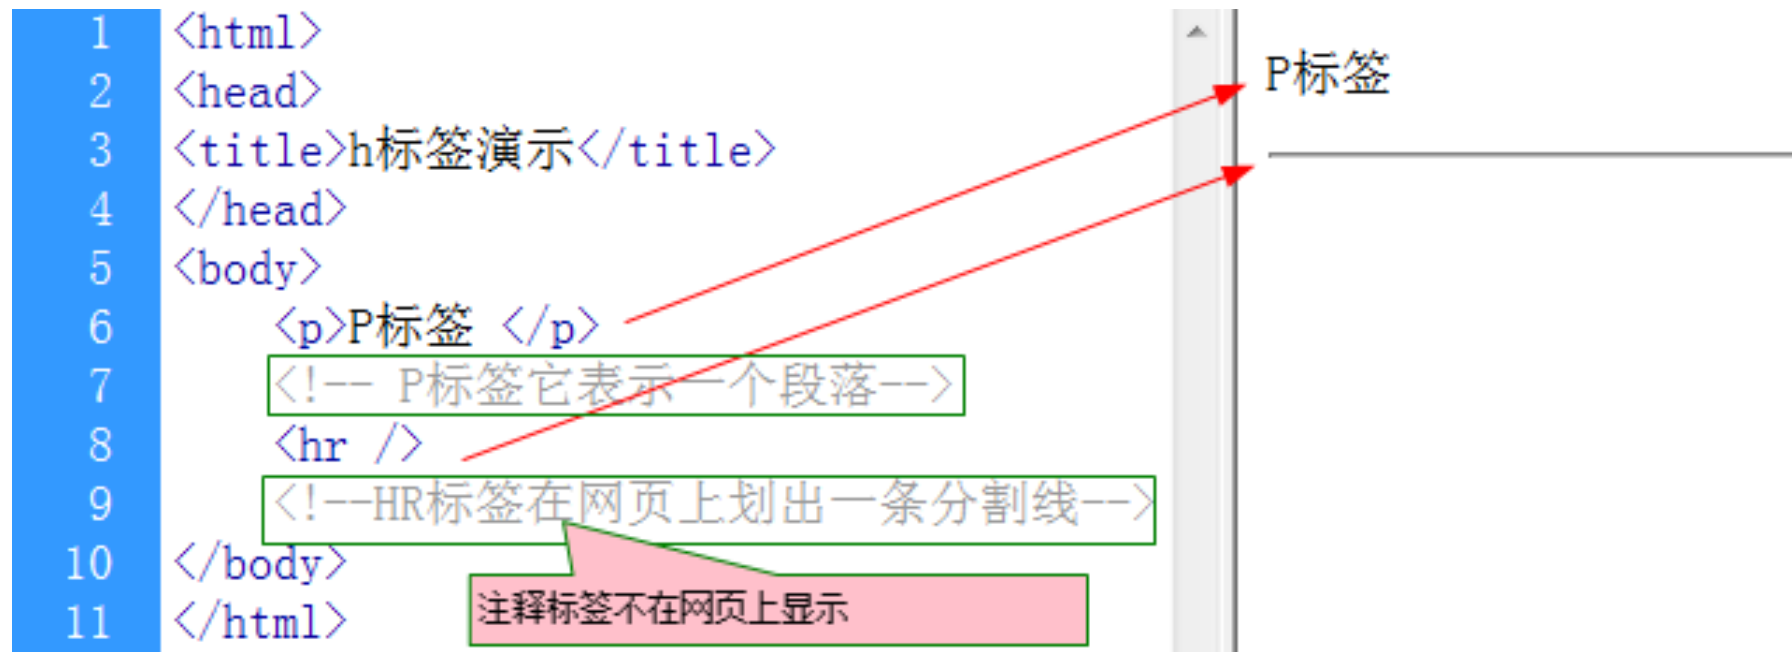 1 <html>
2 <head>
3 <title>h标签演示</title>
4 </head>
5 <body>
6 <p>P标签 </p>
7 <!-- P标签它表示一个段落-->
8 <hr />
9 <!--HR标签在网页上划出一条分割线-->
10 </body>
11 </html>
注释标签不在网页上显示
P标签